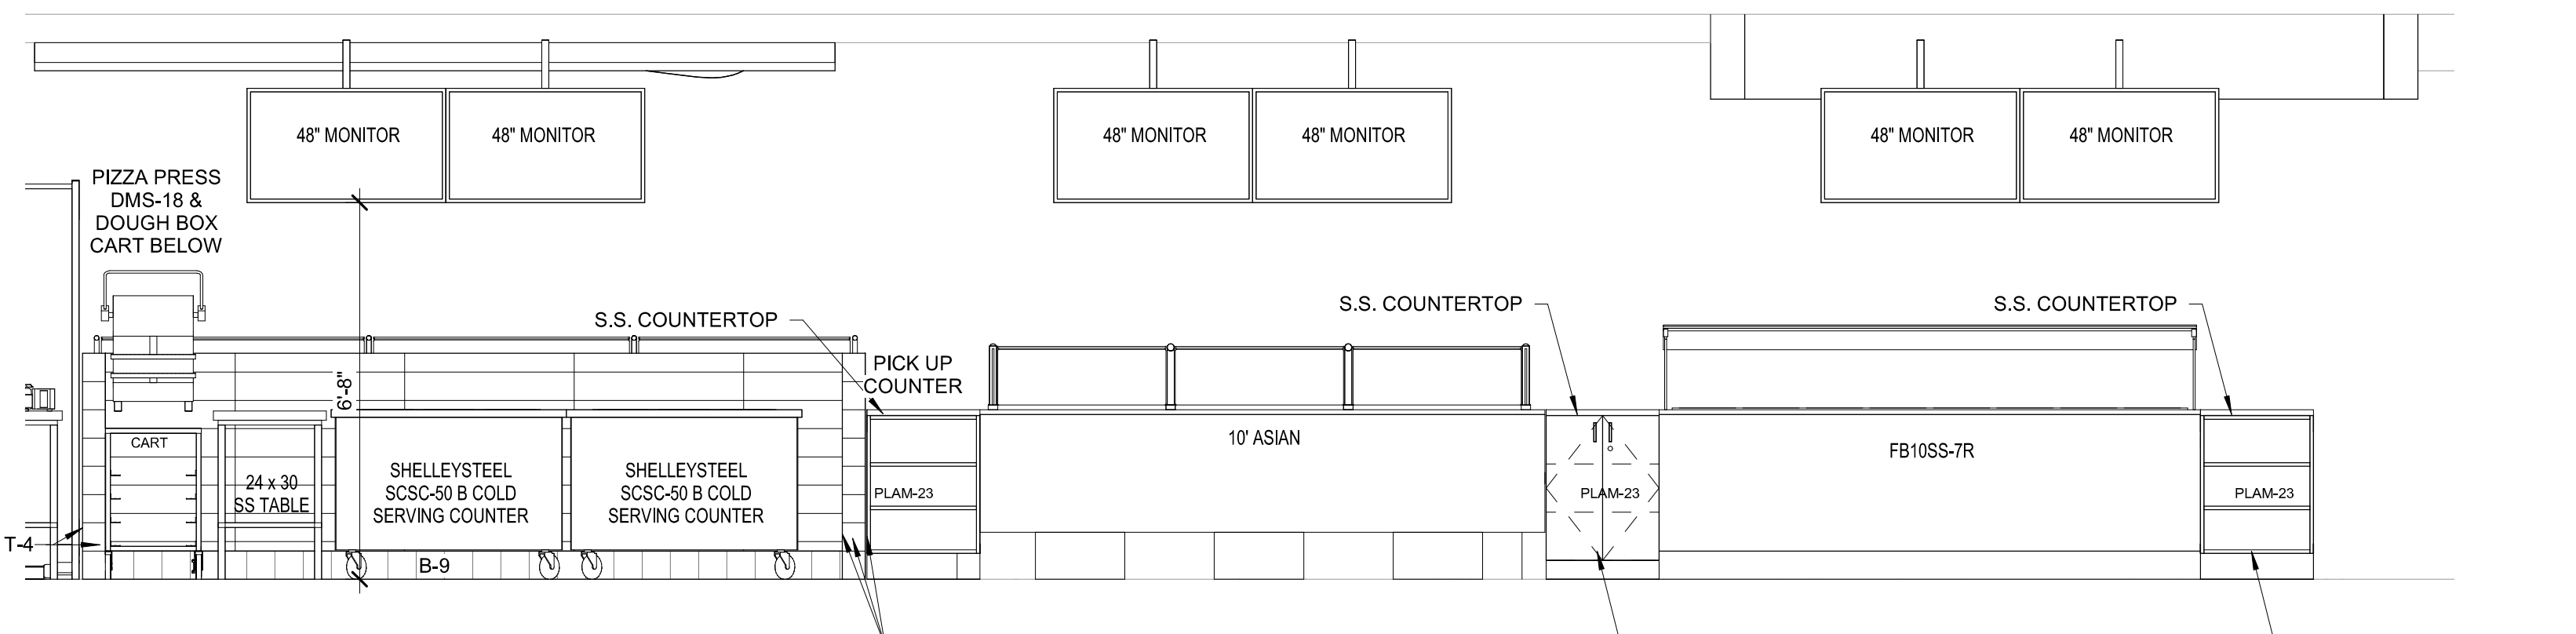 48" MONITOR
48" MONITOR
48" MONITOR
48" MONITOR
48" MONITOR
48" MONITOR
PIZZA PRESS
DMS-18 &
DOUGH BOX
CART BELOW
S.S. COUNTERTOP
S.S. COUNTERTOP
S.S. COUNTERTOP
PICK UP
COUNTER
6'-8"
CART
24 x 30
SS TABLE
SHELLEYSTEEL
SCSC-50 B COLD
SERVING COUNTER
SHELLEYSTEEL
SCSC-50 B COLD
SERVING COUNTER
PLAM-23
10' ASIAN
PLAM-23
FB10SS-7R
PLAM-23
T-4
B-9